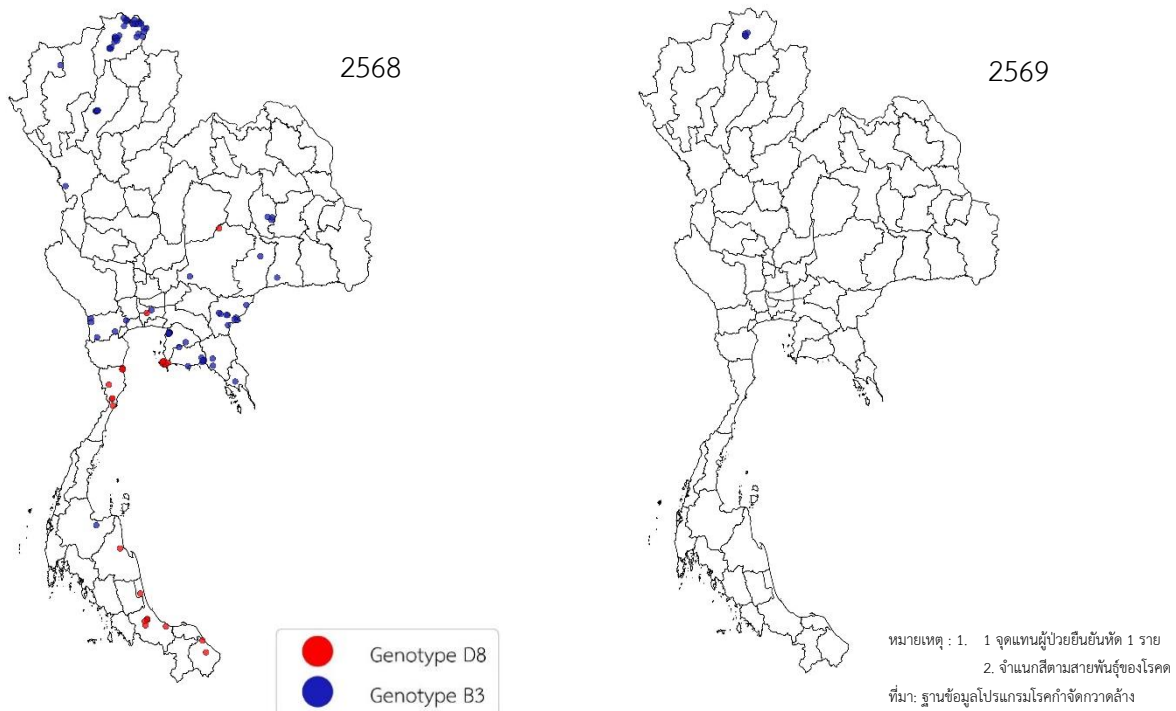 2568
2569
Genotype D8
Genotype B3
หมายเหตุ : 1. 1 จุดแทนผู้ป่วยยืนยันหัด 1 ราย
2. จำแนกสีตามสายพันธุ์ของโรค
ที่มา: ฐานข้อมูลโปรแกรมโรคกำจัดกวาดล้าง